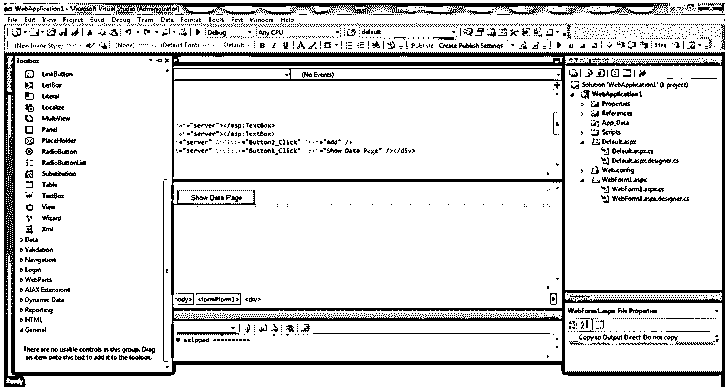 WebApplication1 - Microsoft Visual Studio (Administrator)
File Edit View Project Build Debug Team Data Format Tools Test Window Help
Debug Any CPU default
(New Inline Style) (None) (Default Font) (Default) B I U A Publish: Create Publish Settings
Toolbox
LinkButton
ListBox
Literal
Localize
MultiView
Panel
PlaceHolder
RadioButton
RadioButtonList
Substitution
Table
TextBox
View
Wizard
Xml
Data
Validation
Navigation
Login
WebParts
AJAX Extensions
Dynamic Data
Reporting
HTML
General
There are no usable controls in this group. Drag
an item onto this text to add it to the toolbox.
Ready
(No Events)
="server"></asp:TextBox>
="server"></asp:TextBox>
="server" "Button2_Click" "add" />
="server" "Button1_Click" "Show Data Page" /></div>
Show Data Page
body> <form#form1> <div>
skipped ==========
Solution 'WebApplication1' (1 project)
WebApplication1
Properties
References
App_Data
Scripts
Default.aspx
Default.aspx.cs
Default.aspx.designer.cs
Web.config
WebForm1.aspx
WebForm1.aspx.cs
WebForm1.aspx.designer.cs
WebForm1.aspx File Properties
Copy to Output Direct Do not copy